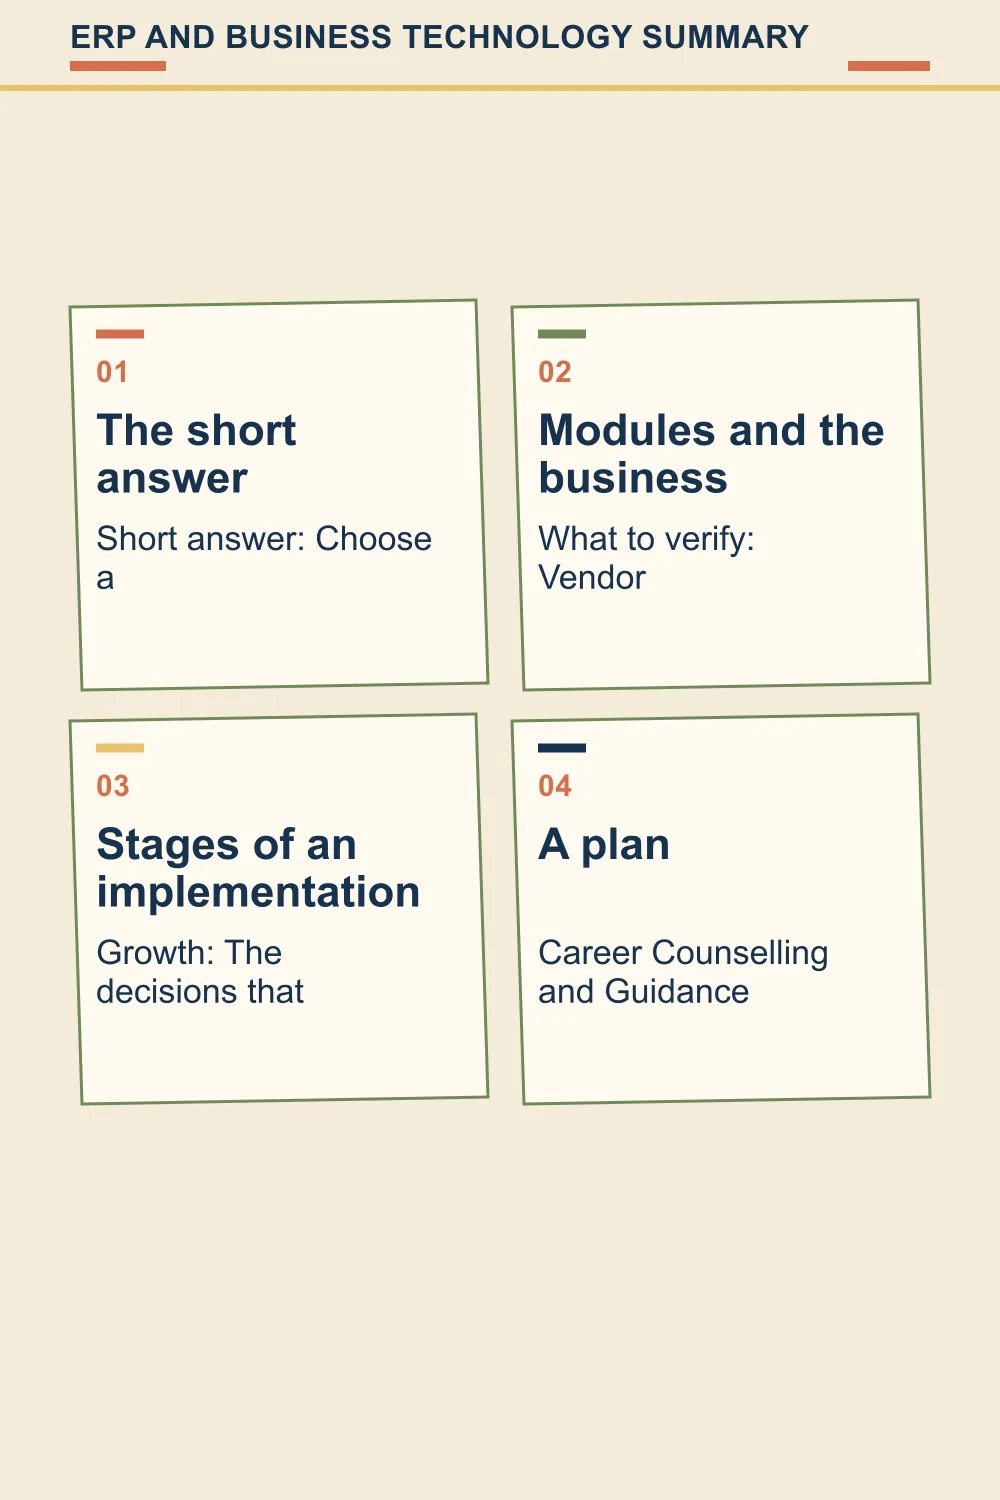 ERP AND BUSINESS TECHNOLOGY SUMMARY
01
The short
answer
Short answer: Choose
a
02
Modules and the
business
What to verify:
Vendor
03
Stages of an
implementation
Growth: The
decisions that
04
A plan
Career Counselling
and Guidance